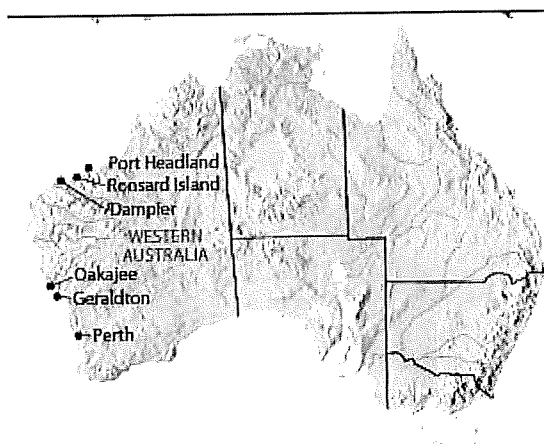 Port Headland
Ronsard Island
Dampier
WESTERN
AUSTRALIA
Oakajee
Geraldton
Perth